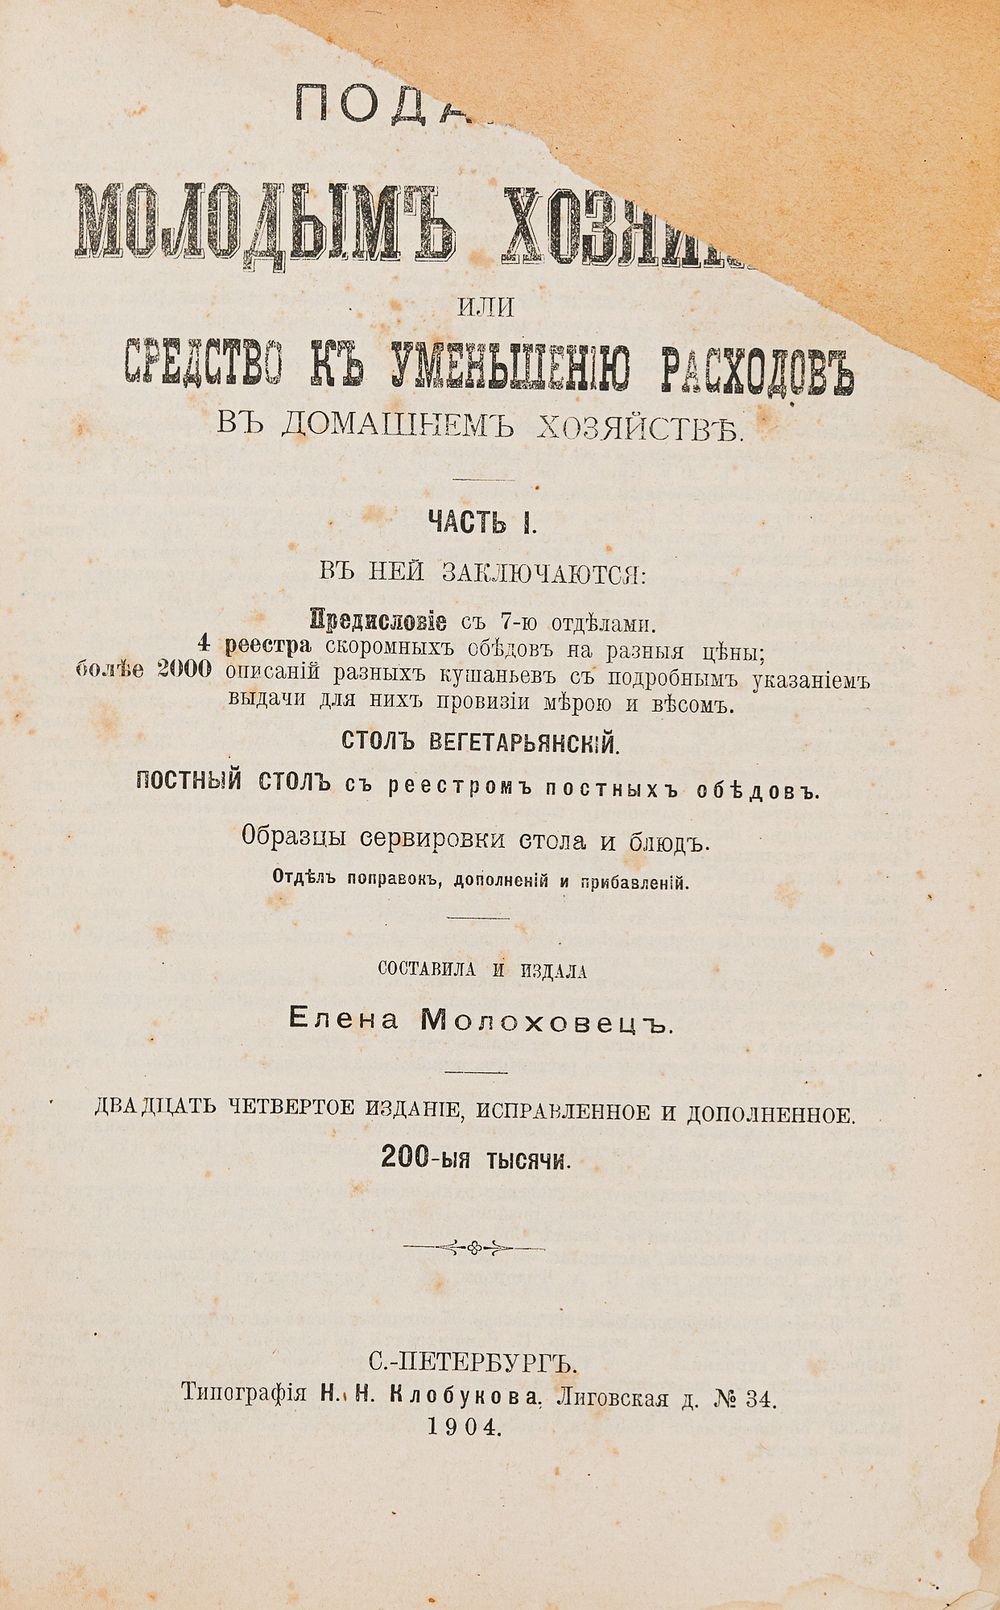 ПОДА
МОЛОДЫМЪ ХОЗЯЙК
ИЛИ
СРЕДСТВО КЪ УМЕНЬШЕНІЮ РАСХОДОВЪ
ВЪ ДОМАШНЕМЪ ХОЗЯЙСТВѢ.
ЧАСТЬ I.
ВЪ НЕЙ ЗАКЛЮЧАЮТСЯ:
Предисловіе съ 7-ю отдѣлами.
4 реестра скоромныхъ обѣдовъ на разныя цѣны;
болѣе 2000 описаній разныхъ кушаньевъ съ подробнымъ указаніемъ
выдачи для нихъ провизіи мѣрою и вѣсомъ.
СТОЛЪ ВЕГЕТАРЬЯНСКІЙ.
ПОСТНЫЙ СТОЛЪ съ реестромъ постныхъ обѣдовъ.
Образцы сервировки стола и блюдъ.
Отдѣлъ поправокъ, дополненій и прибавленій.
СОСТАВИЛА И ИЗДАЛА
Елена Молоховецъ.
ДВАДЦАТЬ ЧЕТВЕРТОЕ ИЗДАНІЕ, ИСПРАВЛЕННОЕ И ДОПОЛНЕННОЕ.
200-ыя тысячи.
С.-ПЕТЕРБУРГЪ.
Типографія Н. Н. Клобукова, Лиговская д. № 34.
1904.